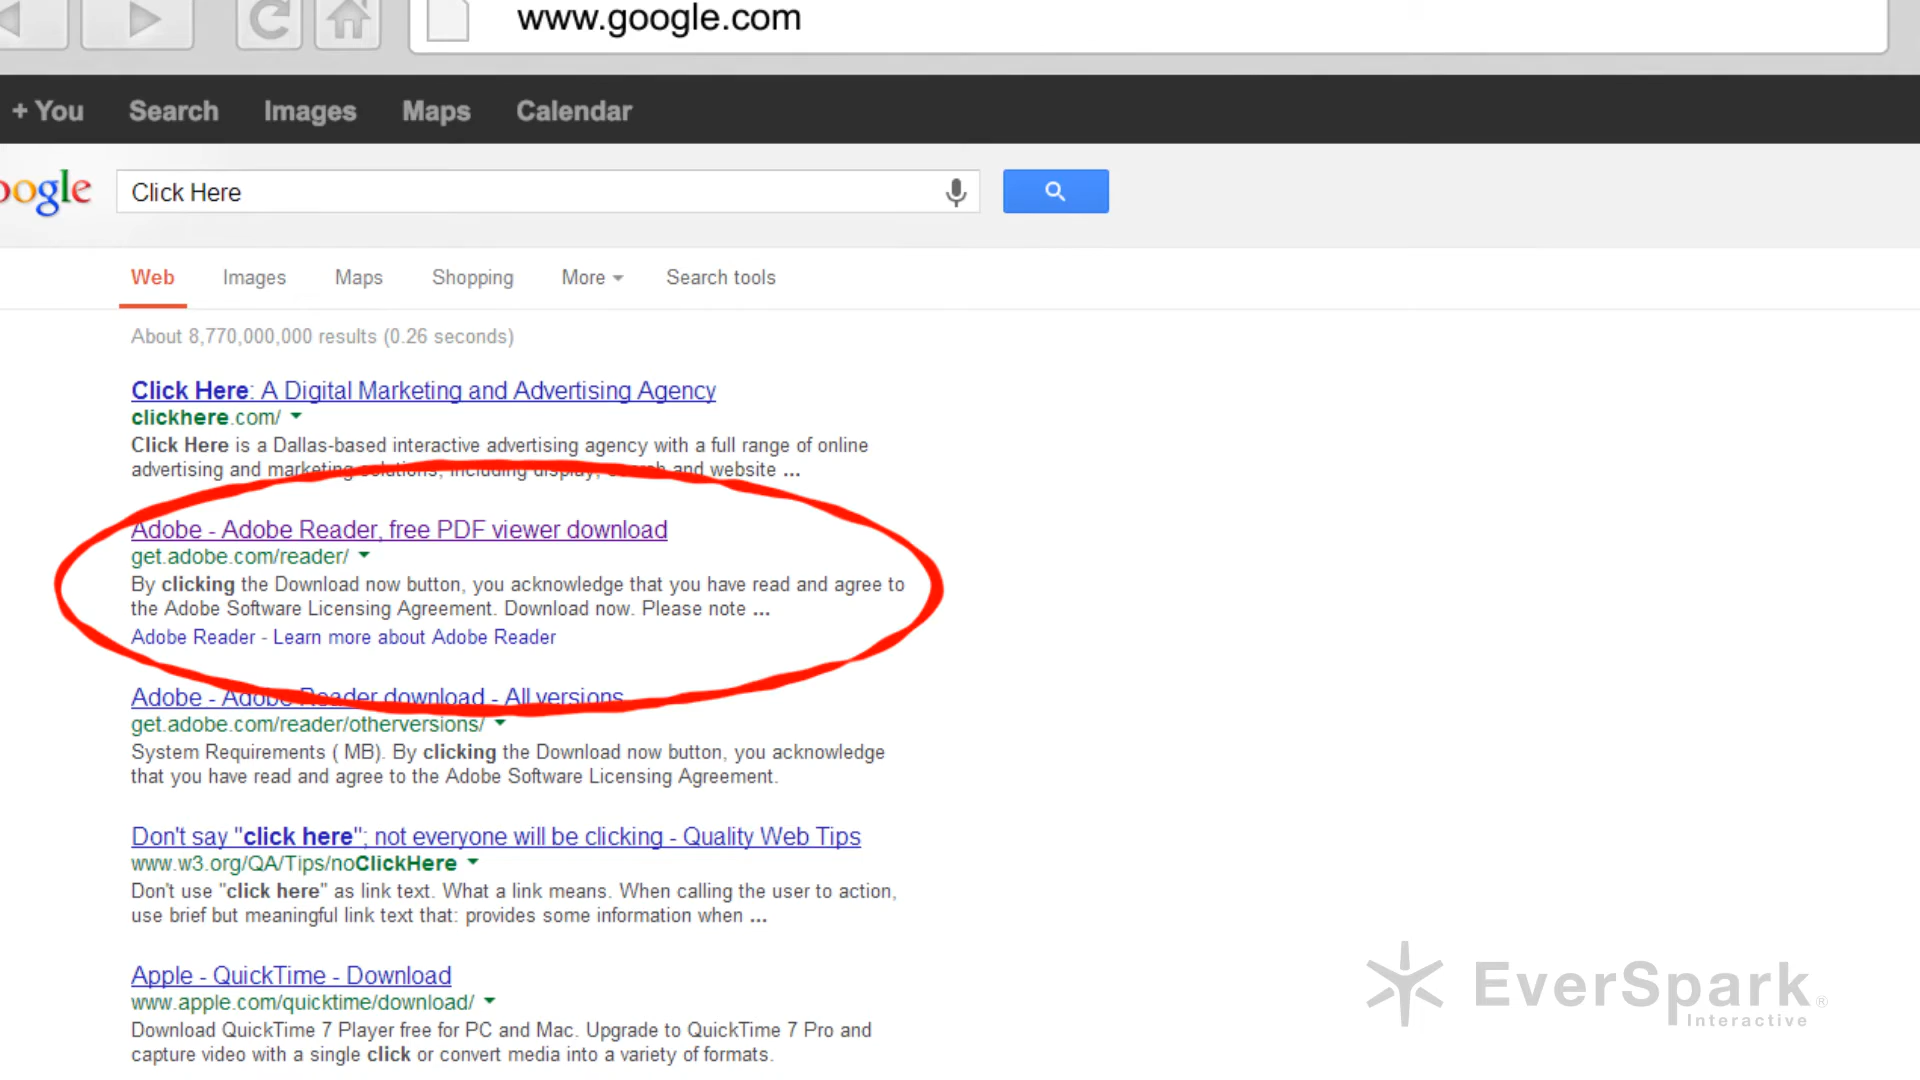 www.google.com
+ You Search Images Maps Calendar
oogle Click Here
Web Images Maps Shopping More Search tools
About 8,770,000,000 results (0.26 seconds)
Click Here: A Digital Marketing and Advertising Agency
clickhere.com/
Click Here is a Dallas-based interactive advertising agency with a full range of online
advertising and marketing solutions, including display, search and website ...
Adobe - Adobe Reader, free PDF viewer download
get.adobe.com/reader/
By clicking the Download now button, you acknowledge that you have read and agree to
the Adobe Software Licensing Agreement. Download now. Please note ...
Adobe Reader - Learn more about Adobe Reader
Adobe - Adobe Reader download - All versions
get.adobe.com/reader/otherversions/
System Requirements ( MB). By clicking the Download now button, you acknowledge
that you have read and agree to the Adobe Software Licensing Agreement.
Don't say "click here"; not everyone will be clicking - Quality Web Tips
www.w3.org/QA/Tips/noClickHere
Don't use "click here" as link text. What a link means. When calling the user to action,
use brief but meaningful link text that: provides some information when ...
Apple - QuickTime - Download
www.apple.com/quicktime/download/
Download QuickTime 7 Player free for PC and Mac. Upgrade to QuickTime 7 Pro and
capture video with a single click or convert media into a variety of formats.
EverSpark®
Interactive